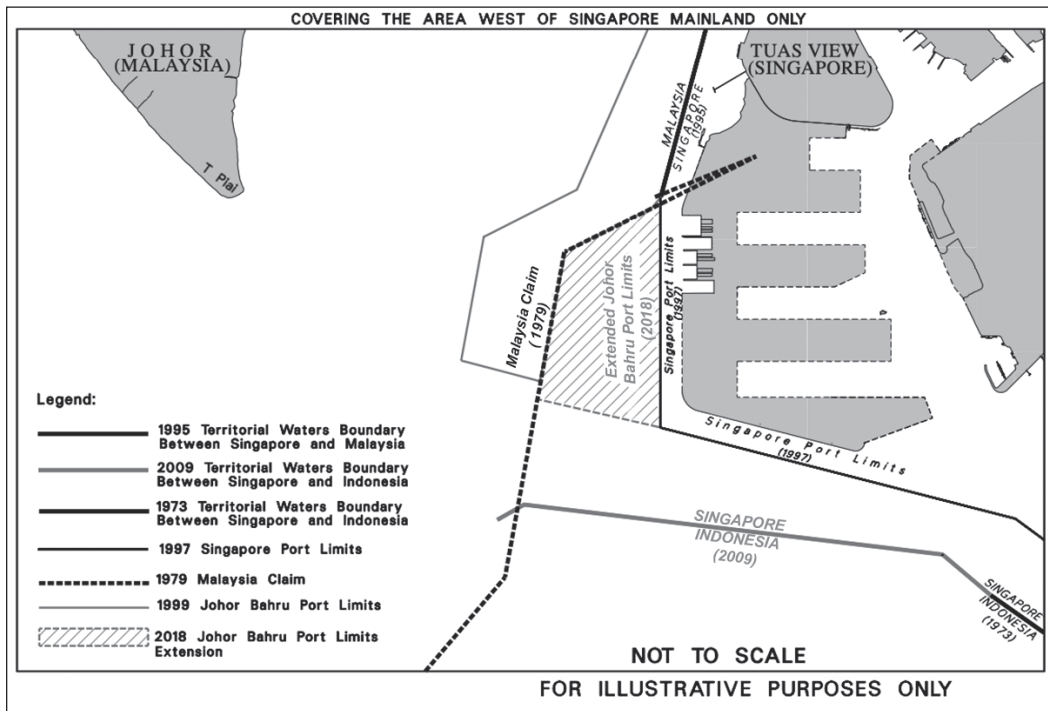 COVERING THE AREA WEST OF SINGAPORE MAINLAND ONLY
JOHOR
(MALAYSIA)
T Piai
TUAS VIEW
(SINGAPORE)
MALAYSIA
SINGAPORE
(1995)
Malaysia Claim
(1979)
Extended Johor
Bahru Port Limits
(2018)
Singapore Port Limits
(1997)
Singapore Port Limits
(1997)
SINGAPORE
INDONESIA
(2009)
SINGAPORE
INDONESIA
(1973)
Legend:
1995 Territorial Waters Boundary
Between Singapore and Malaysia
2009 Territorial Waters Boundary
Between Singapore and Indonesia
1973 Territorial Waters Boundary
Between Singapore and Indonesia
1997 Singapore Port Limits
1979 Malaysia Claim
1999 Johor Bahru Port Limits
2018 Johor Bahru Port Limits
Extension
NOT TO SCALE
FOR ILLUSTRATIVE PURPOSES ONLY